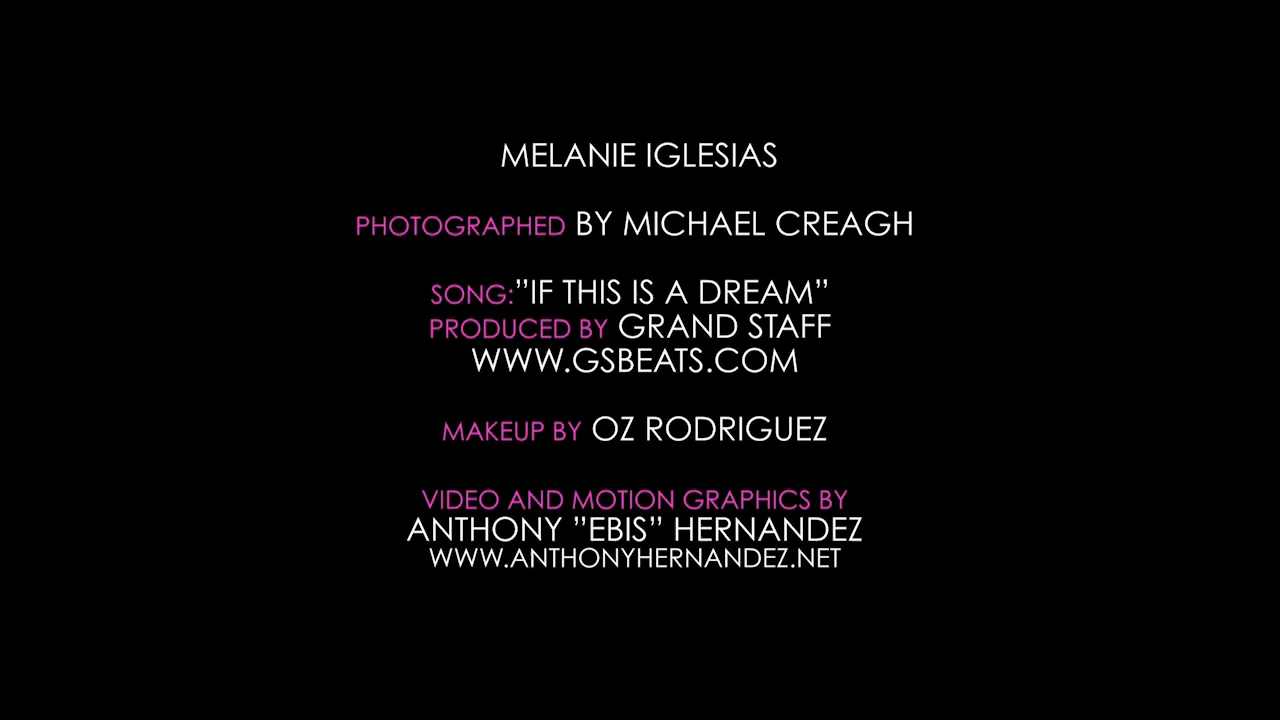 MELANIE IGLESIAS
PHOTOGRAPHED BY MICHAEL CREAGH
SONG:”IF THIS IS A DREAM”
PRODUCED BY GRAND STAFF
WWW.GSBEATS.COM
MAKEUP BY OZ RODRIGUEZ
VIDEO AND MOTION GRAPHICS BY
ANTHONY ”EBIS” HERNANDEZ
WWW.ANTHONYHERNANDEZ.NET